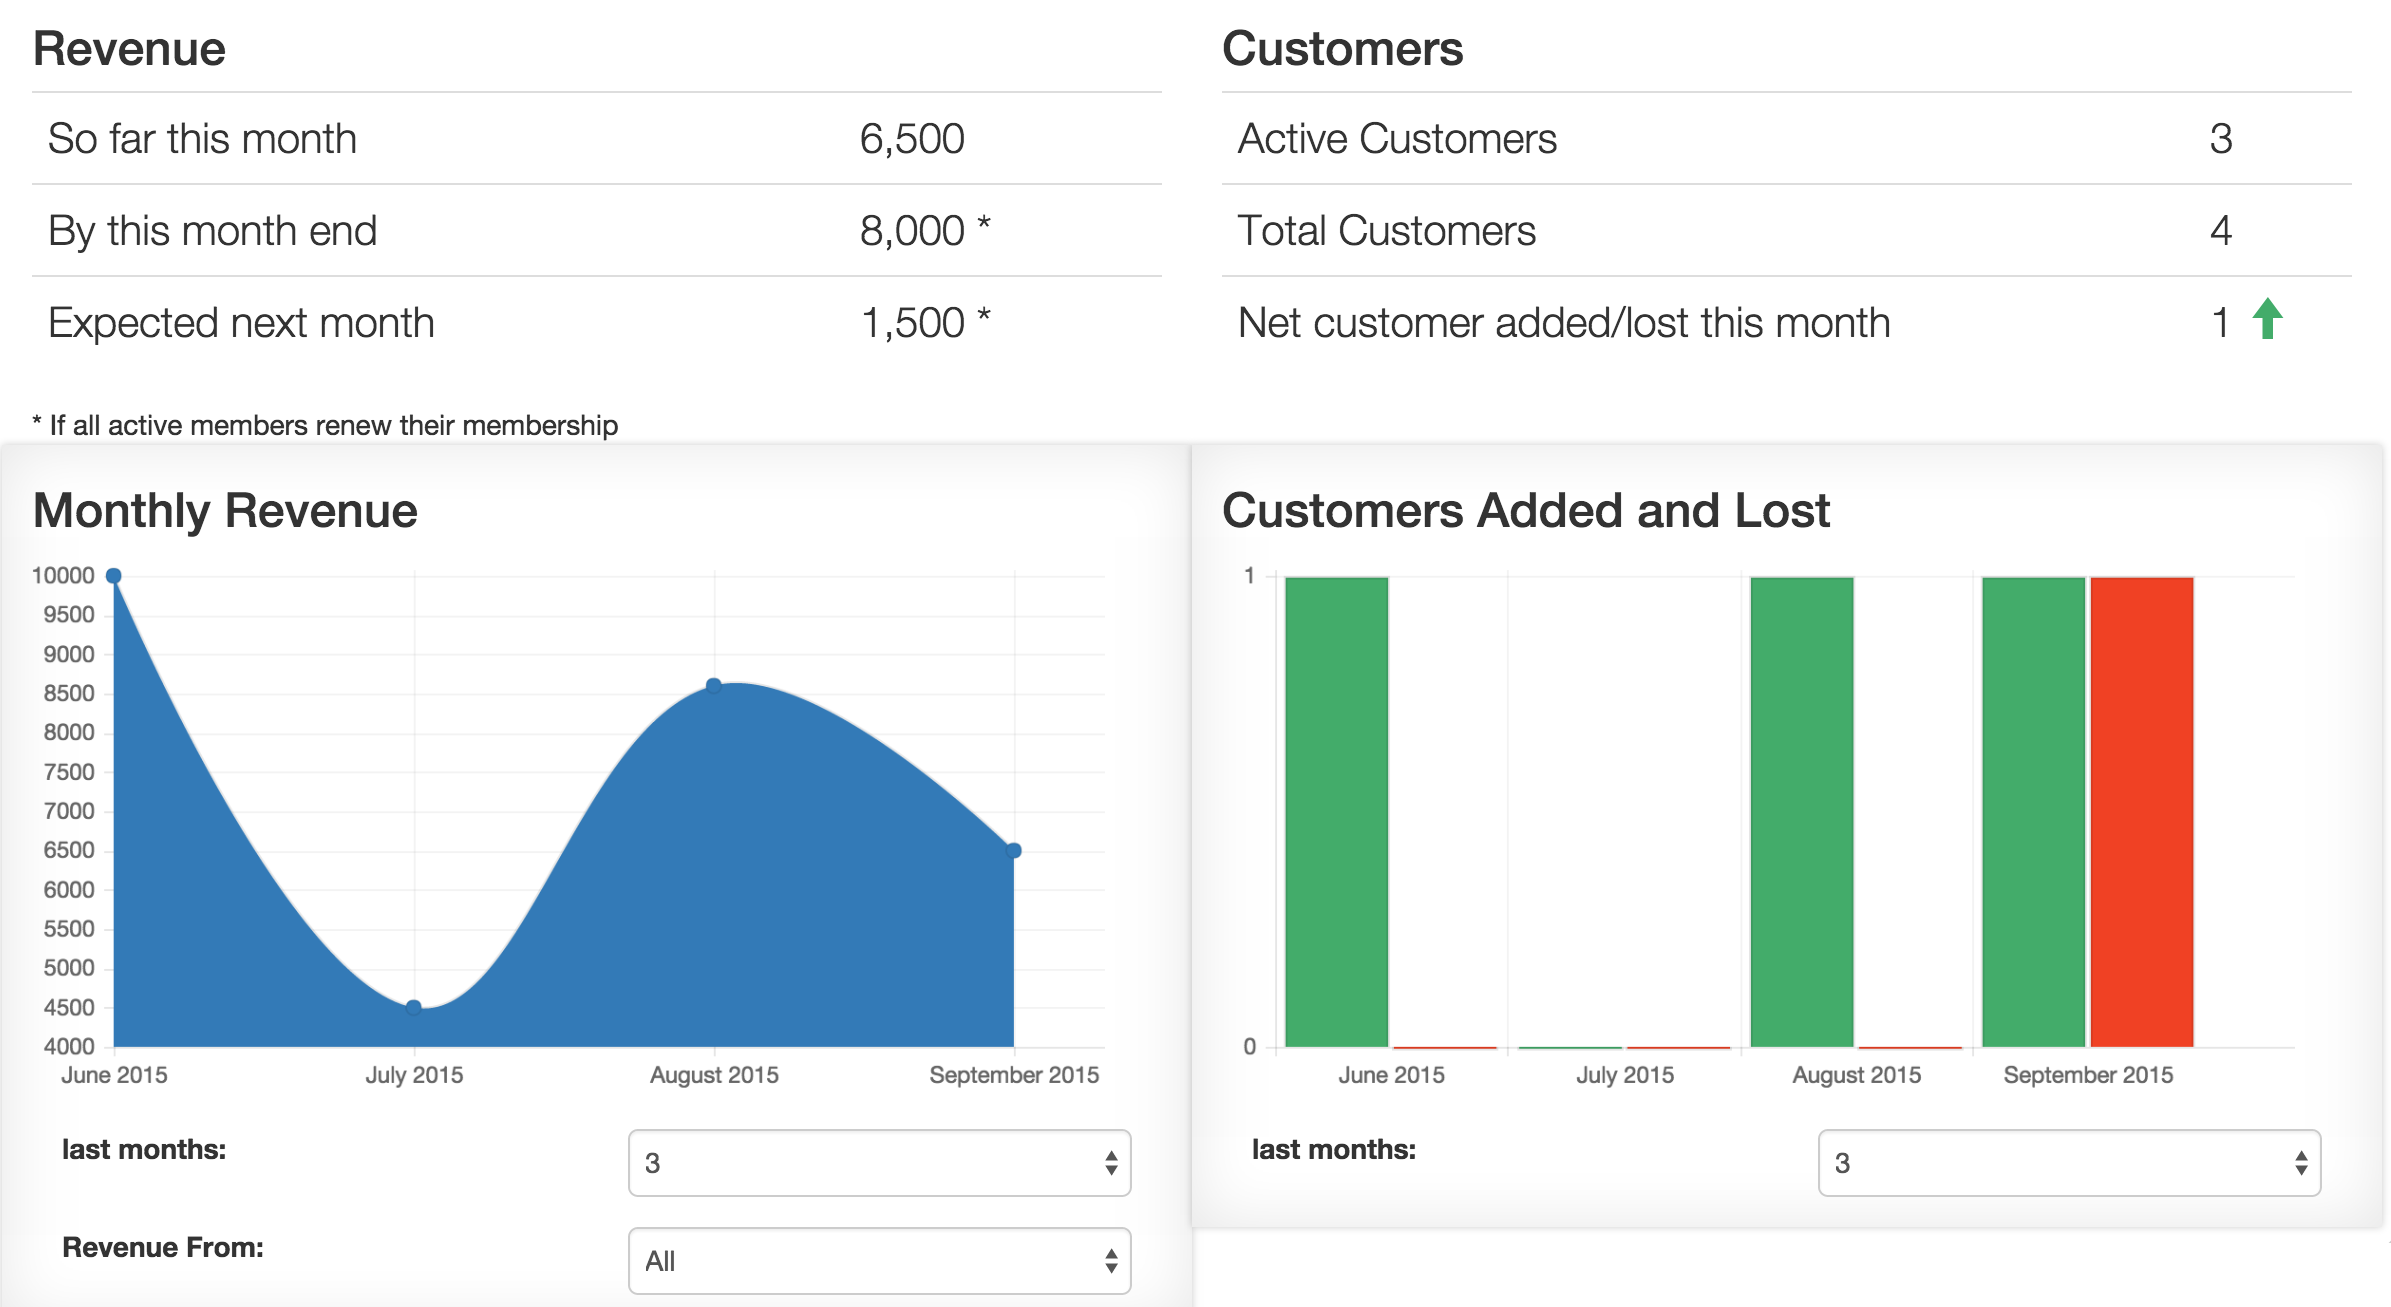 Revenue
So far this month 6,500
By this month end 8,000 *
Expected next month 1,500 *
* If all active members renew their membership
Customers
Active Customers 3
Total Customers 4
Net customer added/lost this month 1
Monthly Revenue
10000
9500
9000
8500
8000
7500
7000
6500
6000
5500
5000
4500
4000
June 2015 July 2015 August 2015 September 2015
last months: 3
Revenue From: All
Customers Added and Lost
1
0
June 2015 July 2015 August 2015 September 2015
last months: 3